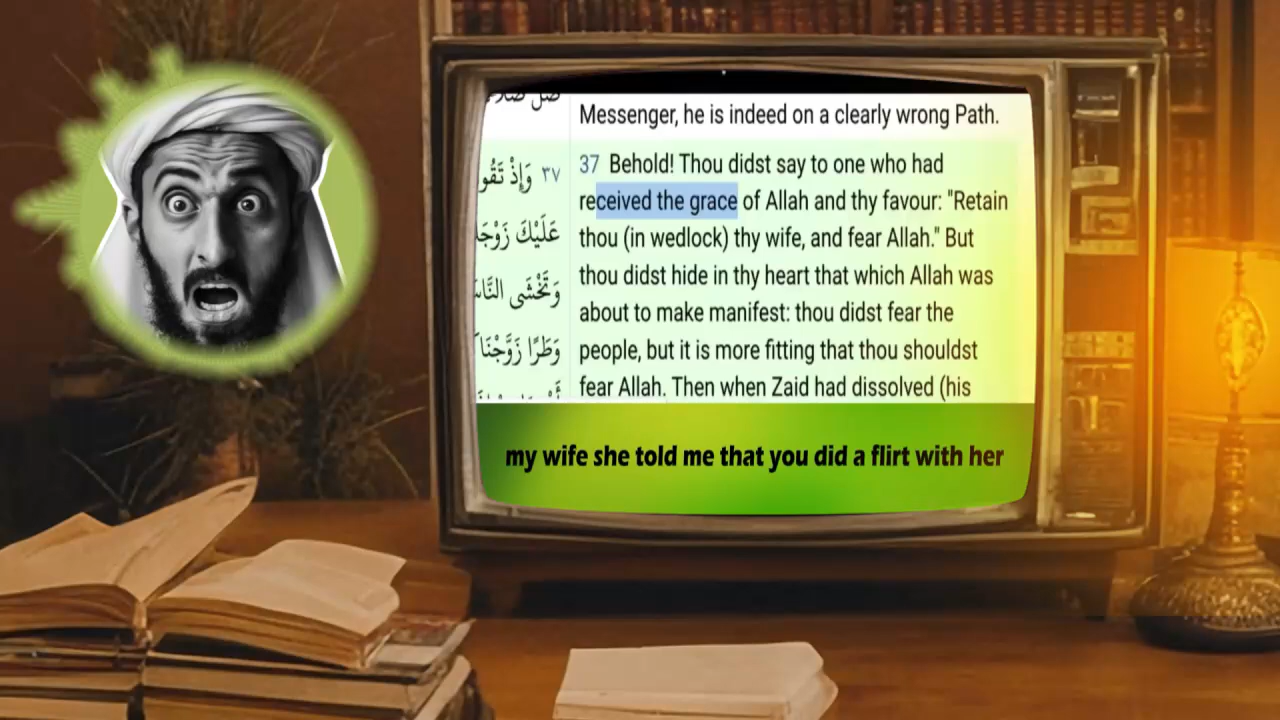 Messenger, he is indeed on a clearly wrong Path.
٣٧ وَإِذْ تَقُو
عَلَيْكَ زَوْجَ
وَتَخْشَى النَّا
وَطَرًا زَوَّجْنَا
37 Behold! Thou didst say to one who had
received the grace of Allah and thy favour: "Retain
thou (in wedlock) thy wife, and fear Allah." But
thou didst hide in thy heart that which Allah was
about to make manifest: thou didst fear the
people, but it is more fitting that thou shouldst
fear Allah. Then when Zaid had dissolved (his
my wife she told me that you did a flirt with her